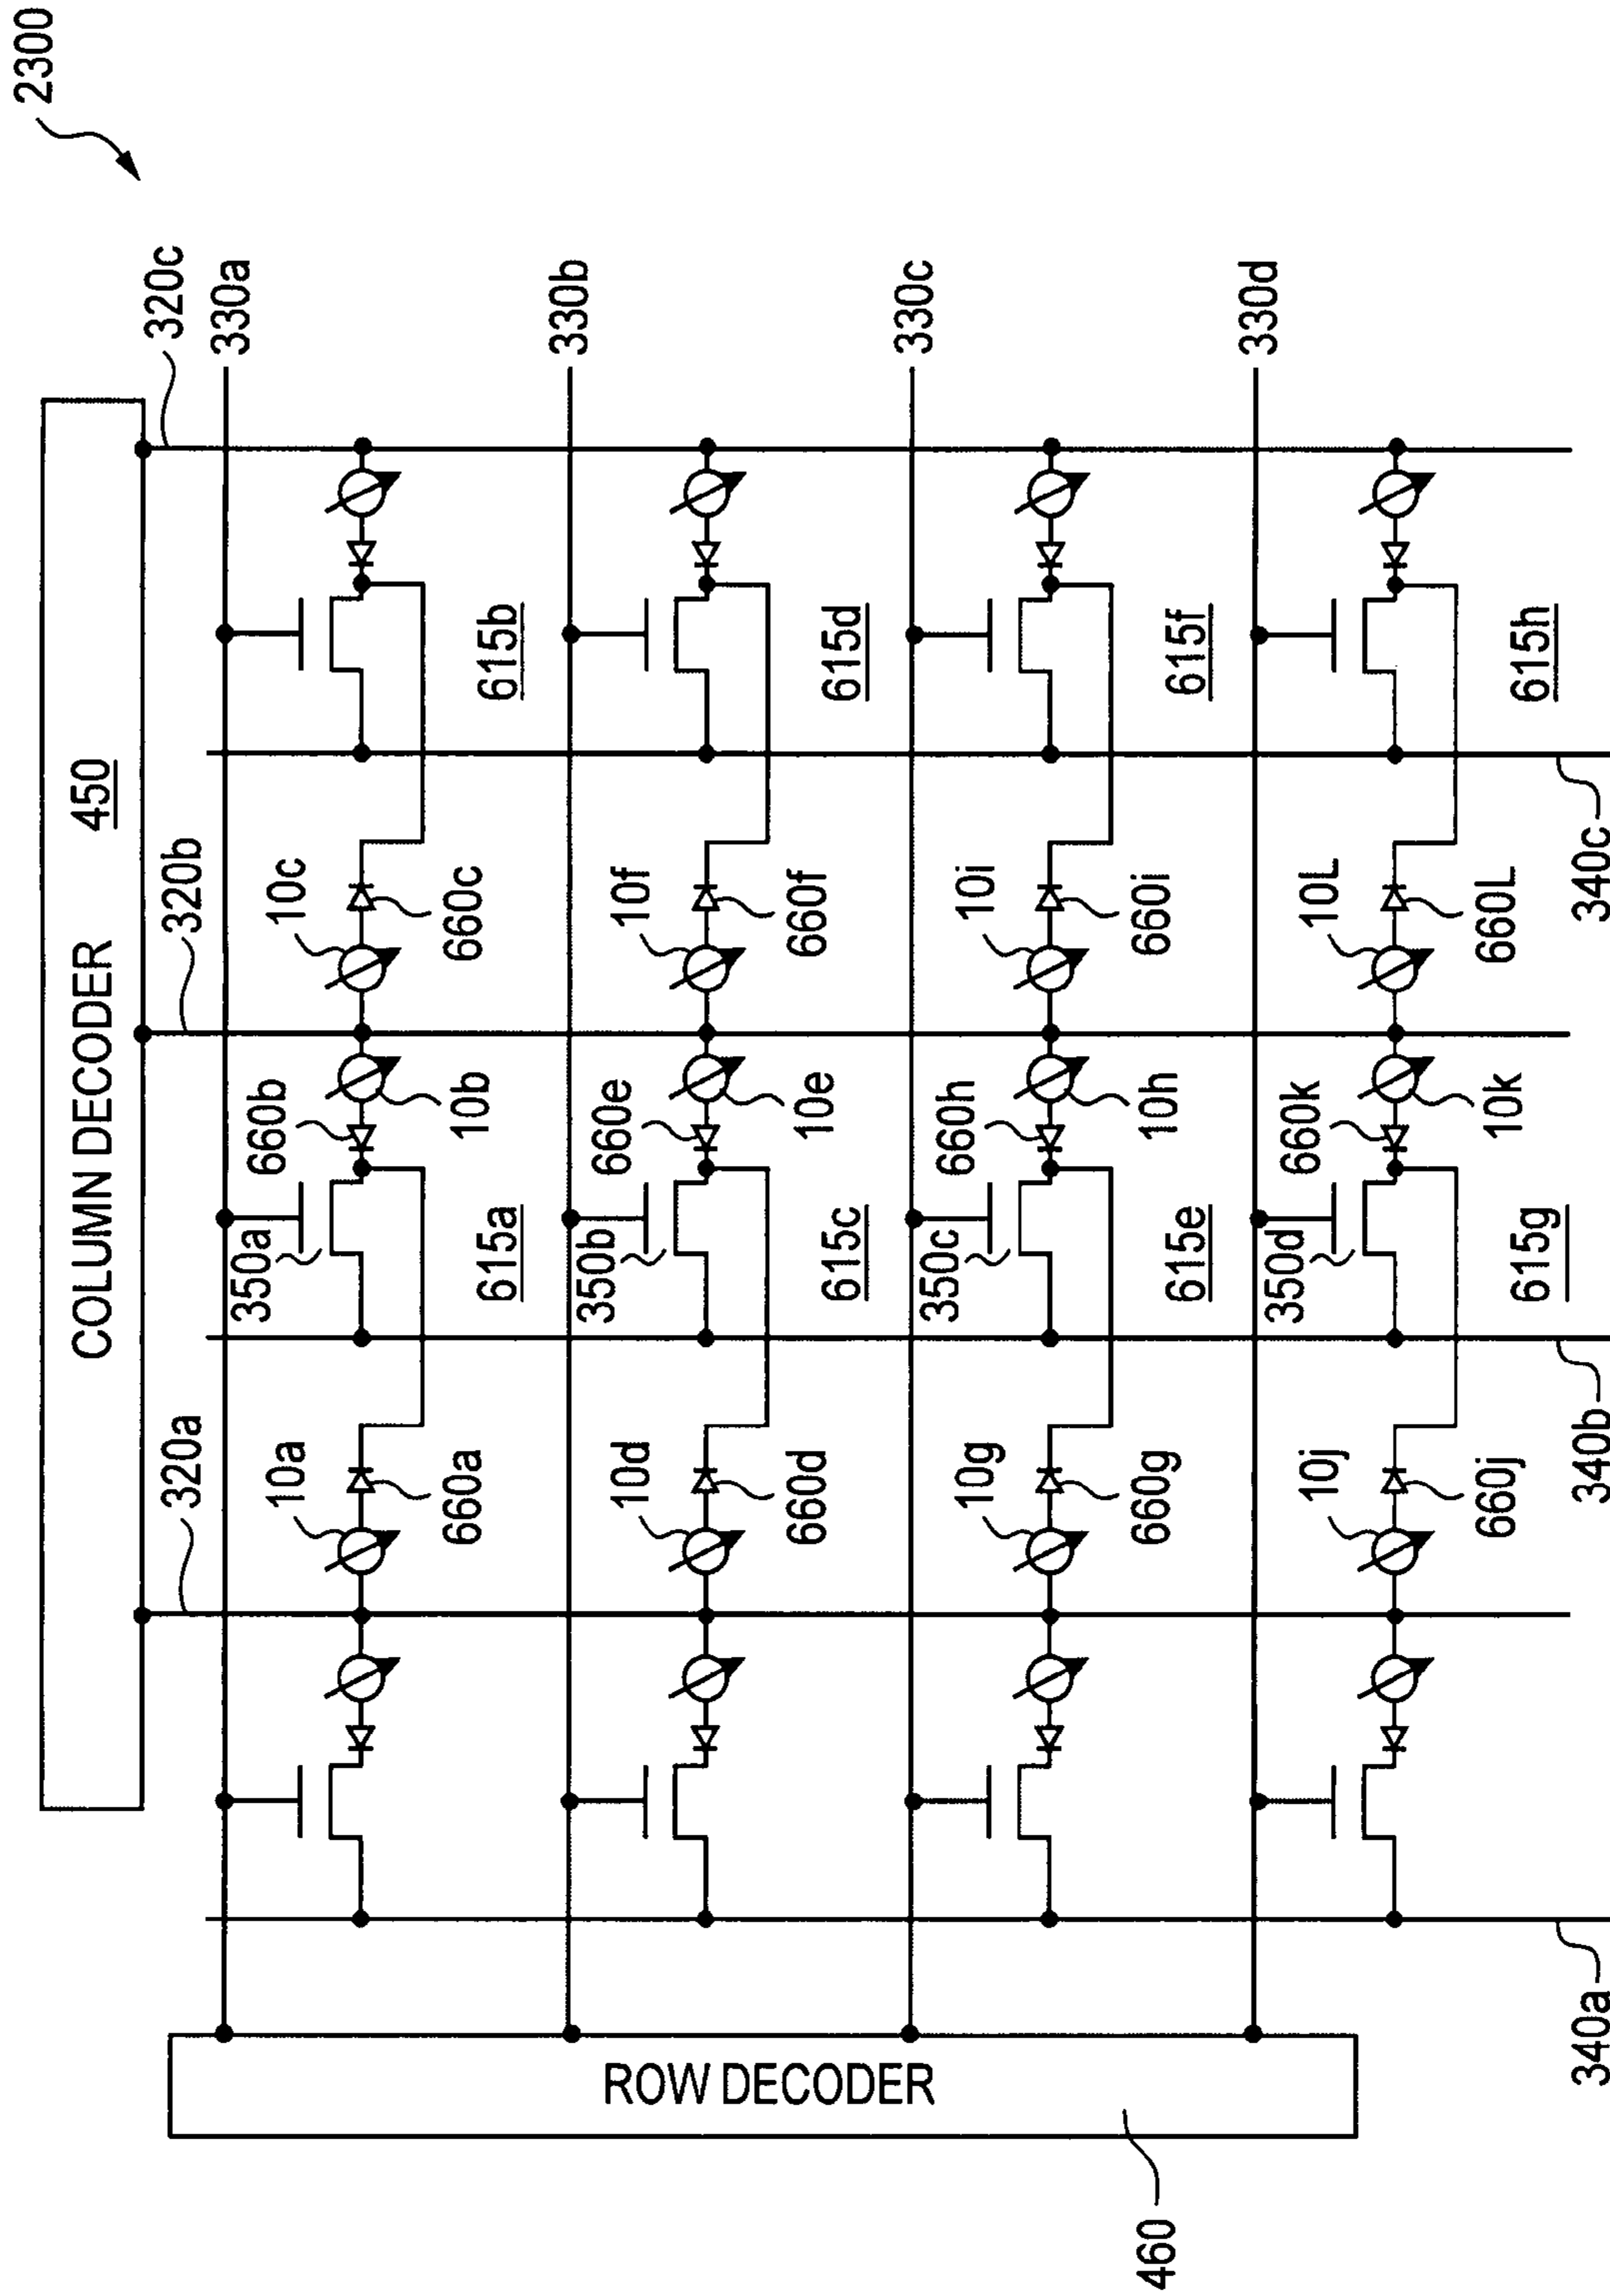 2300
COLUMN DECODER 450
320a
320b
320c
330a
10a
660b
10c
350a
660a
10b
660c
615a
615b
330b
10d
660e
10f
350b
660d
10e
660f
615c
615d
330c
10g
660h
10i
350c
660g
10h
660i
615e
615f
330d
10j
660k
10L
350d
660j
10k
660L
615g
615h
340a
340b
340c
ROW DECODER
460